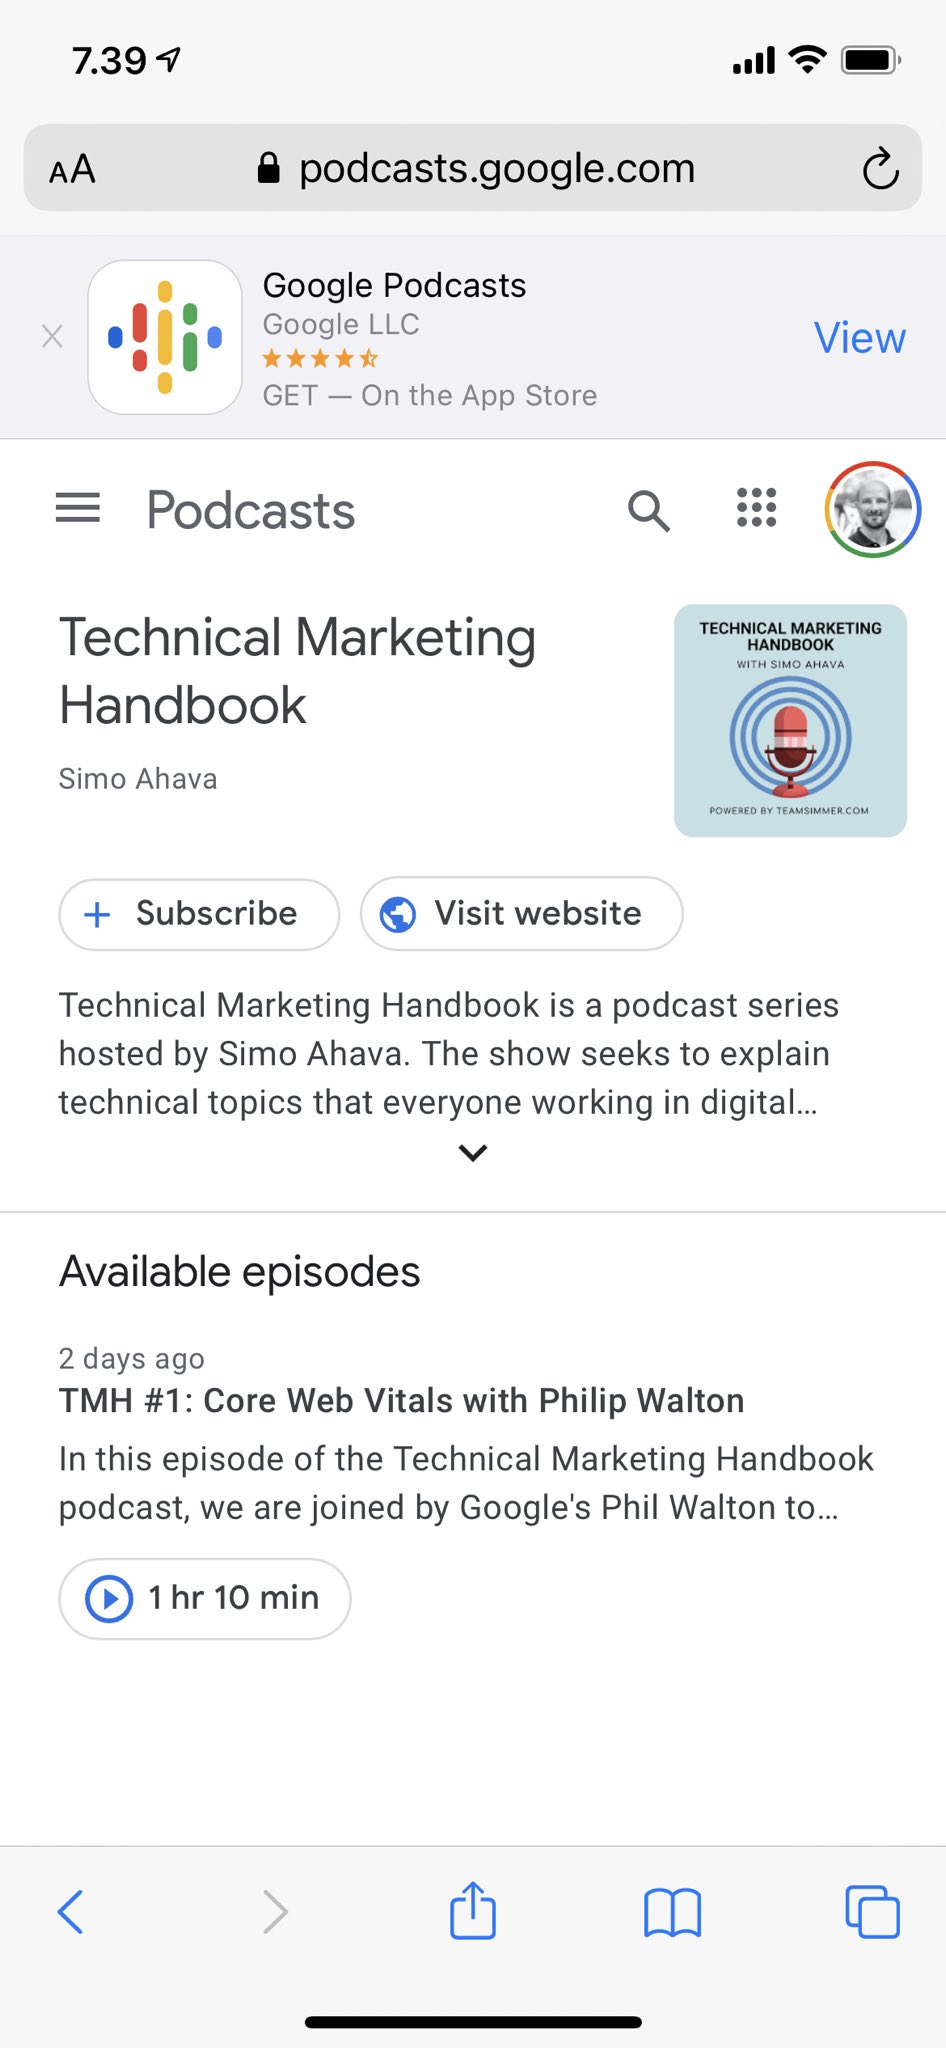 7.39
AA
podcasts.google.com
Google Podcasts
Google LLC
GET — On the App Store
View
Podcasts
Technical Marketing
Handbook
Simo Ahava
TECHNICAL MARKETING
HANDBOOK
WITH SIMO AHAVA
POWERED BY TEAMSIMMER.COM
Subscribe
Visit website
Technical Marketing Handbook is a podcast series
hosted by Simo Ahava. The show seeks to explain
technical topics that everyone working in digital...
Available episodes
2 days ago
TMH #1: Core Web Vitals with Philip Walton
In this episode of the Technical Marketing Handbook
podcast, we are joined by Google's Phil Walton to...
1 hr 10 min